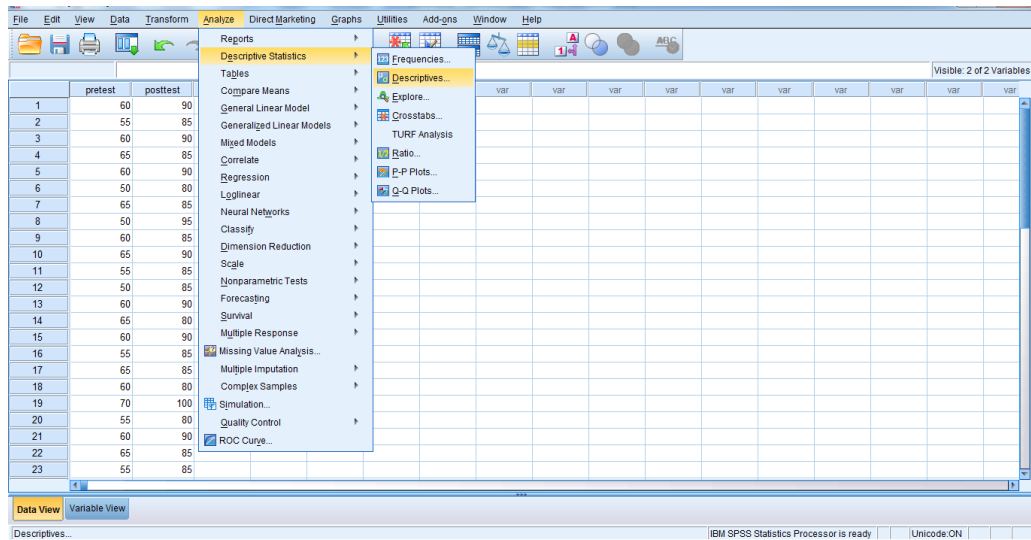 File Edit View Data Transform Analyze Direct Marketing Graphs Utilities Add-ons Window Help
Visible: 2 of 2 Variables
Reports
Descriptive Statistics
Tables
Compare Means
General Linear Model
Generalized Linear Models
Mixed Models
Correlate
Regression
Loglinear
Neural Networks
Classify
Dimension Reduction
Scale
Nonparametric Tests
Forecasting
Survival
Multiple Response
Missing Value Analysis...
Multiple Imputation
Complex Samples
Simulation...
Quality Control
ROC Curve...
Frequencies...
Descriptives...
Explore...
Crosstabs...
TURF Analysis
Ratio...
P-P Plots...
Q-Q Plots...
pretest posttest var var var var var var var var var var
1 60 90
2 55 85
3 60 90
4 65 85
5 60 90
6 50 80
7 65 85
8 50 95
9 60 85
10 65 90
11 55 85
12 50 85
13 60 90
14 65 80
15 60 90
16 55 85
17 65 85
18 60 80
19 70 100
20 55 80
21 60 90
22 65 85
23 55 85
Data View Variable View
Descriptives... IBM SPSS Statistics Processor is ready Unicode:ON